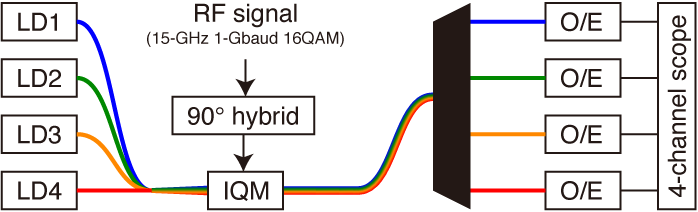 LD1
LD2
LD3
LD4
RF signal
(15-GHz 1-Gbaud 16QAM)
90° hybrid
IQM
O/E
O/E
O/E
O/E
4-channel scope